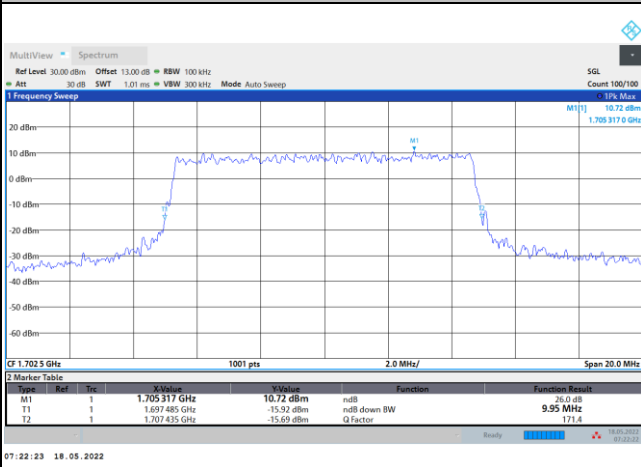 MultiView Spectrum
Ref Level 30.00 dBm Offset 13.00 dB RBW 100 kHz SGL
Att 30 dB SWT 1.01 ms VBW 300 kHz Mode Auto Sweep Count 100/100
1 Frequency Sweep 1Pk Max
M1[1] 10.72 dBm
1.705 317 0 GHz
20 dBm
M1
10 dBm
0 dBm
-10 dBm
T1 T2
-20 dBm
-30 dBm
-40 dBm
-50 dBm
-60 dBm
CF 1.702 5 GHz 1001 pts 2.0 MHz/ Span 20.0 MHz
2 Marker Table
Type Ref Trc X-Value Y-Value Function Function Result
M1 1 1.705 317 GHz 10.72 dBm ndB 26.0 dB
T1 1 1.697 485 GHz -15.92 dBm ndB down BW 9.95 MHz
T2 1 1.707 435 GHz -15.69 dBm Q Factor 171.4
Ready 18.05.2022
07:22:22
07:22:23 18.05.2022